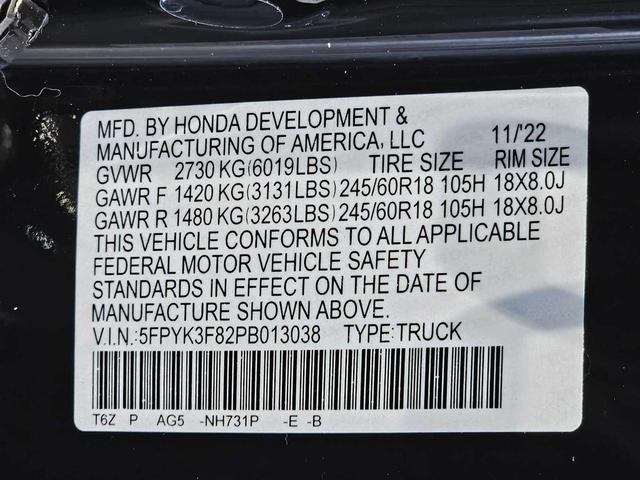 MFD. BY HONDA DEVELOPMENT &
MANUFACTURING OF AMERICA, LLC 11/'22
GVWR 2730 KG(6019LBS) TIRE SIZE RIM SIZE
GAWR F 1420 KG(3131LBS) 245/60R18 105H 18X8.0J
GAWR R 1480 KG(3263LBS) 245/60R18 105H 18X8.0J
THIS VEHICLE CONFORMS TO ALL APPLICABLE
FEDERAL MOTOR VEHICLE SAFETY
STANDARDS IN EFFECT ON THE DATE OF
MANUFACTURE SHOWN ABOVE.
V.I.N.:5FPYK3F82PB013038 TYPE:TRUCK
T6Z P AG5 -NH731P -E -B